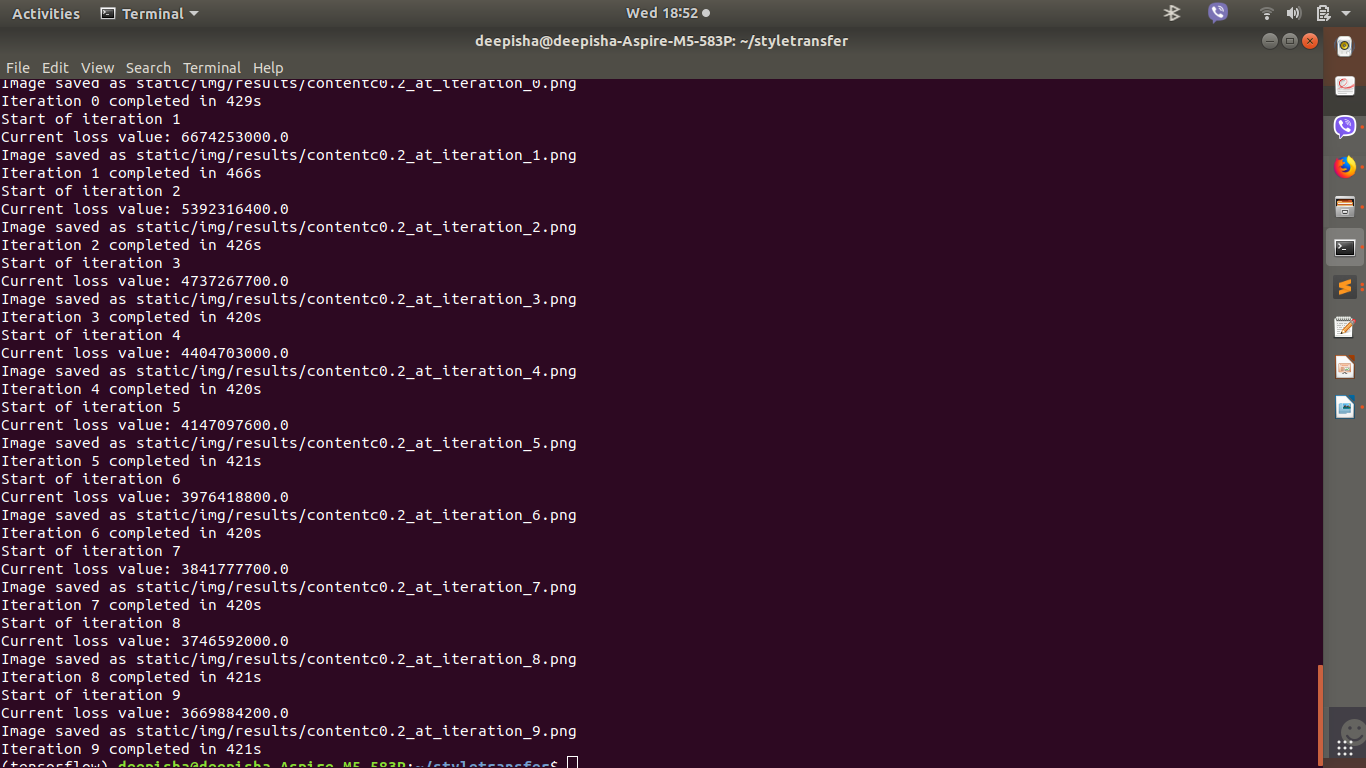 Activities Terminal Wed 18:52
deepisha@deepisha-Aspire-M5-583P: ~/styletransfer
File Edit View Search Terminal Help
Image saved as static/img/results/contentc0.2_at_iteration_0.png
Iteration 0 completed in 429s
Start of iteration 1
Current loss value: 6674253000.0
Image saved as static/img/results/contentc0.2_at_iteration_1.png
Iteration 1 completed in 466s
Start of iteration 2
Current loss value: 5392316400.0
Image saved as static/img/results/contentc0.2_at_iteration_2.png
Iteration 2 completed in 426s
Start of iteration 3
Current loss value: 4737267700.0
Image saved as static/img/results/contentc0.2_at_iteration_3.png
Iteration 3 completed in 420s
Start of iteration 4
Current loss value: 4404703000.0
Image saved as static/img/results/contentc0.2_at_iteration_4.png
Iteration 4 completed in 420s
Start of iteration 5
Current loss value: 4147097600.0
Image saved as static/img/results/contentc0.2_at_iteration_5.png
Iteration 5 completed in 421s
Start of iteration 6
Current loss value: 3976418800.0
Image saved as static/img/results/contentc0.2_at_iteration_6.png
Iteration 6 completed in 420s
Start of iteration 7
Current loss value: 3841777700.0
Image saved as static/img/results/contentc0.2_at_iteration_7.png
Iteration 7 completed in 420s
Start of iteration 8
Current loss value: 3746592000.0
Image saved as static/img/results/contentc0.2_at_iteration_8.png
Iteration 8 completed in 421s
Start of iteration 9
Current loss value: 3669884200.0
Image saved as static/img/results/contentc0.2_at_iteration_9.png
Iteration 9 completed in 421s
(tensorflow) deepisha@deepisha-Aspire-M5-583P:~/styletransfer$